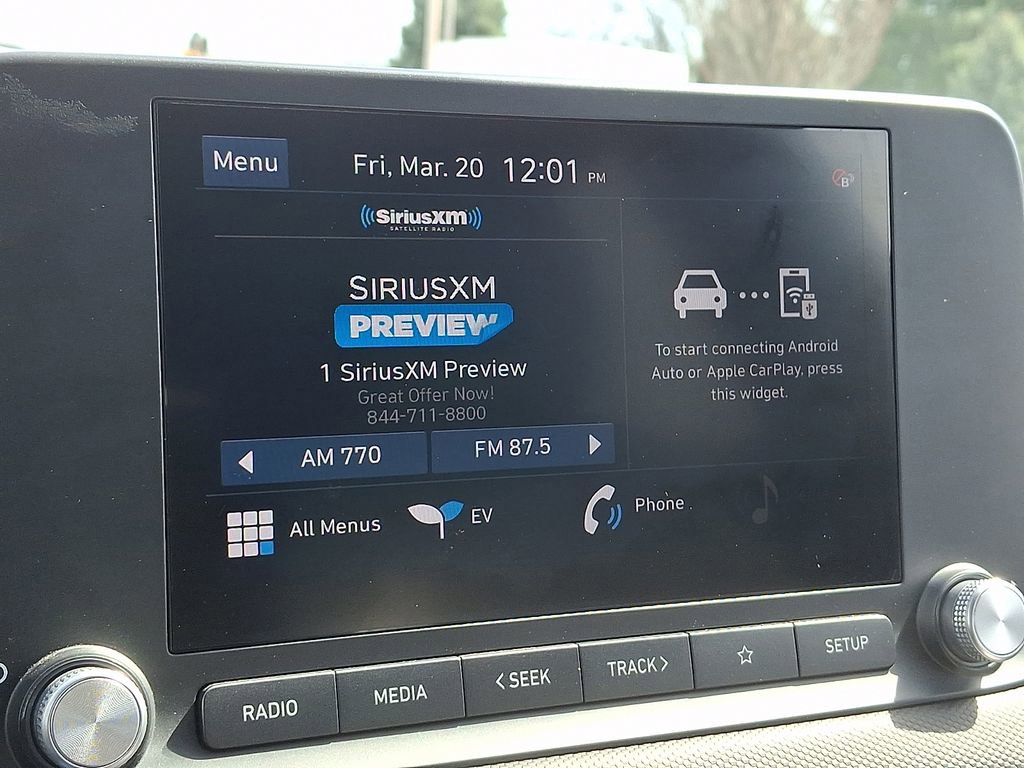 Menu
Fri, Mar. 20 12:01 PM
B
SiriusXM
SATELLITE RADIO
SIRIUSXM
PREVIEW
1 SiriusXM Preview
Great Offer Now!
844-711-8800
To start connecting Android
Auto or Apple CarPlay, press
this widget.
AM 770
FM 87.5
All Menus
EV
Phone
RADIO
MEDIA
<SEEK
TRACK>
SETUP